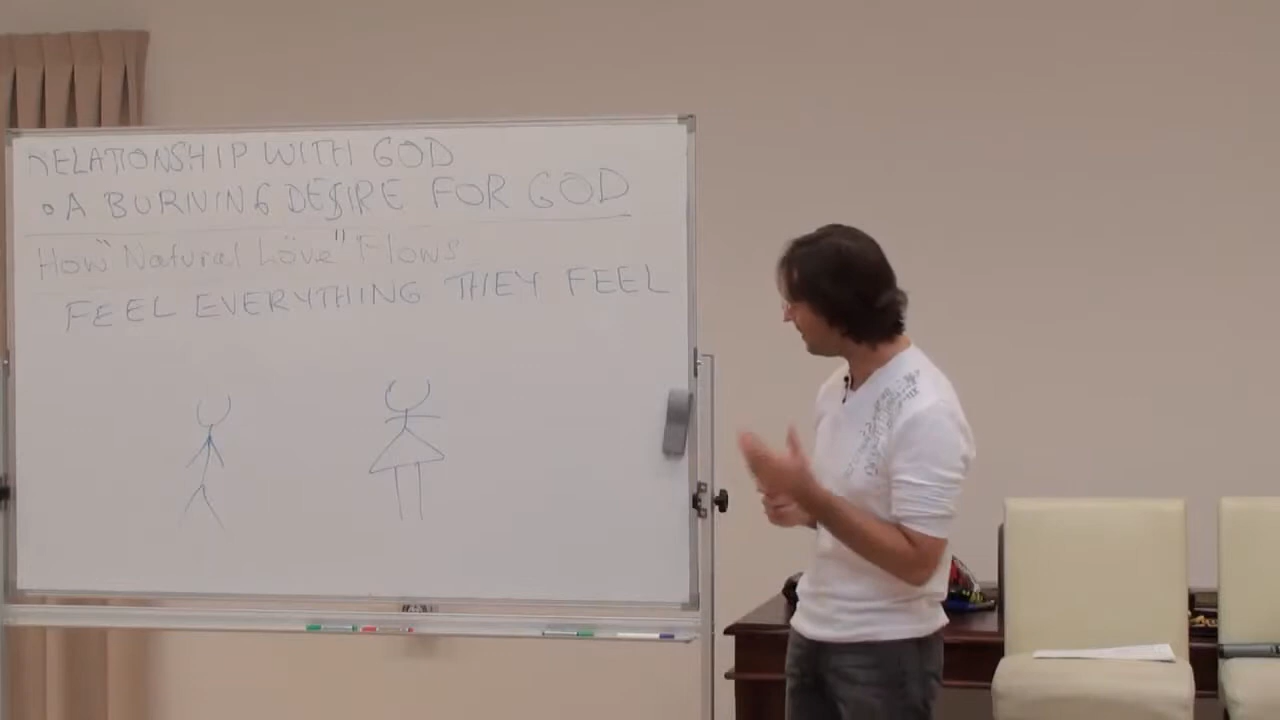 RELATIONSHIP WITH GOD
• A BURNING DESIRE FOR GOD
How "Natural Love" Flows
FEEL EVERYTHING THEY FEEL